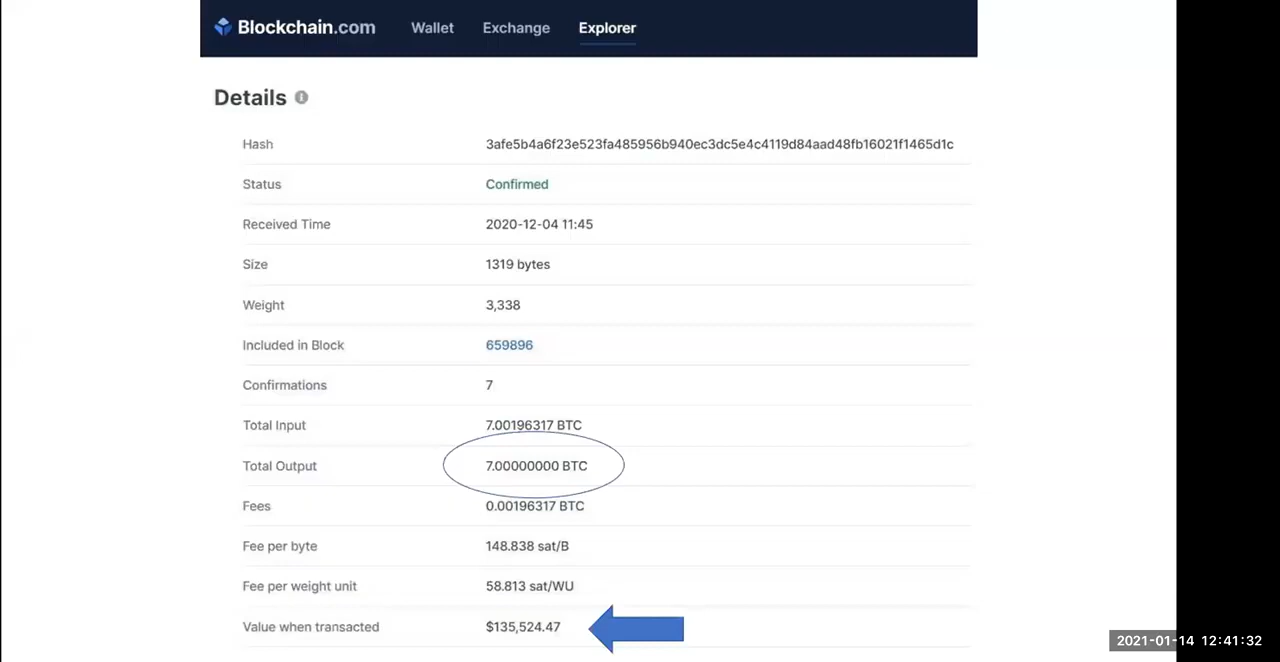 Blockchain.com Wallet Exchange Explorer
Details
Hash 3afe5b4a6f23e523fa485956b940ec3dc5e4c4119d84aad48fb16021f1465d1c
Status Confirmed
Received Time 2020-12-04 11:45
Size 1319 bytes
Weight 3,338
Included in Block 659896
Confirmations 7
Total Input 7.00196317 BTC
Total Output 7.00000000 BTC
Fees 0.00196317 BTC
Fee per byte 148.838 sat/B
Fee per weight unit 58.813 sat/WU
Value when transacted $135,524.47
2021-01-14 12:41:32